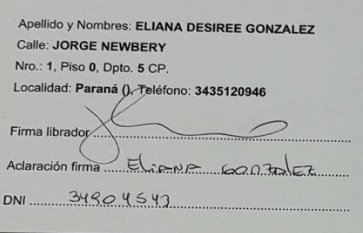 Apellido y Nombres: ELIANA DESIREE GONZALEZ
Calle: JORGE NEWBERY
Nro.: 1, Piso 0, Dpto. 5 CP.
Localidad: Paraná (), Teléfono: 3435120946
Firma librador
Aclaración firma ELIANA GONZALEZ
DNI 34904547